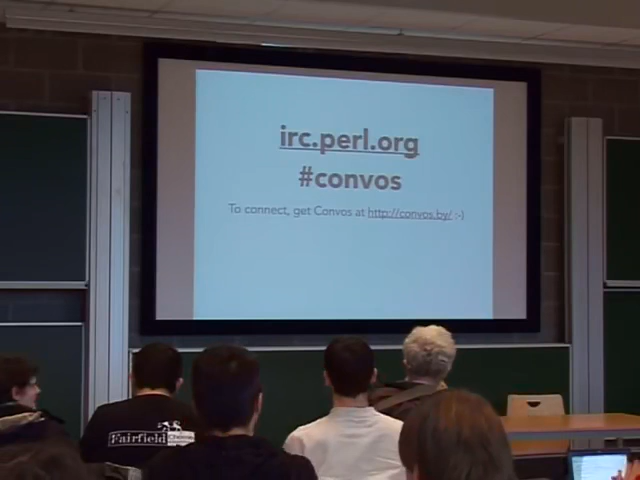 irc.perl.org
#convos
To connect, get Convos at http://convos.by/ :-)
Fairfield